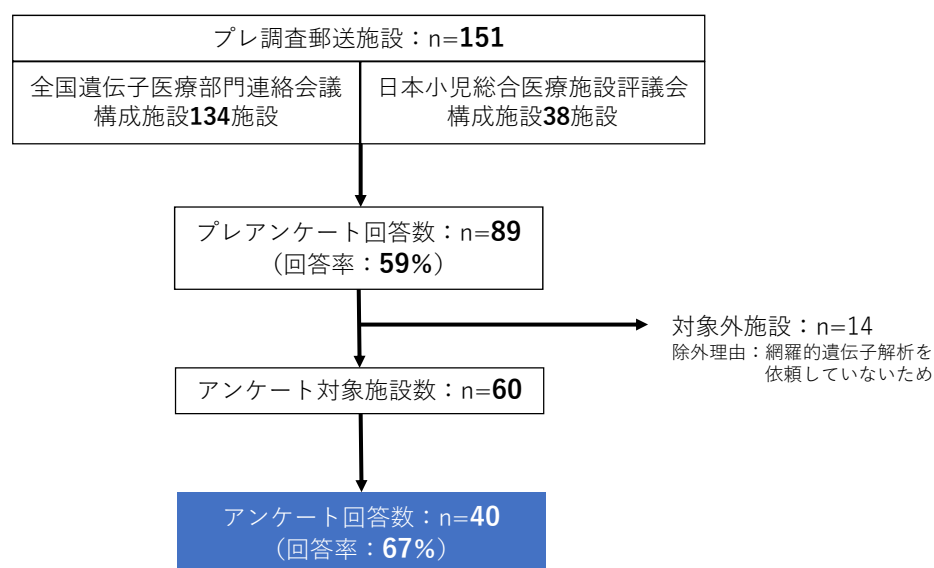 プレ調査郵送施設：n=151
全国遺伝子医療部門連絡会議
構成施設134施設
日本小児総合医療施設評議会
構成施設38施設
プレアンケート回答数：n=89
（回答率：59%）
対象外施設：n=14
除外理由：網羅的遺伝子解析を
依頼していないため
アンケート対象施設数：n=60
アンケート回答数：n=40
（回答率：67%）